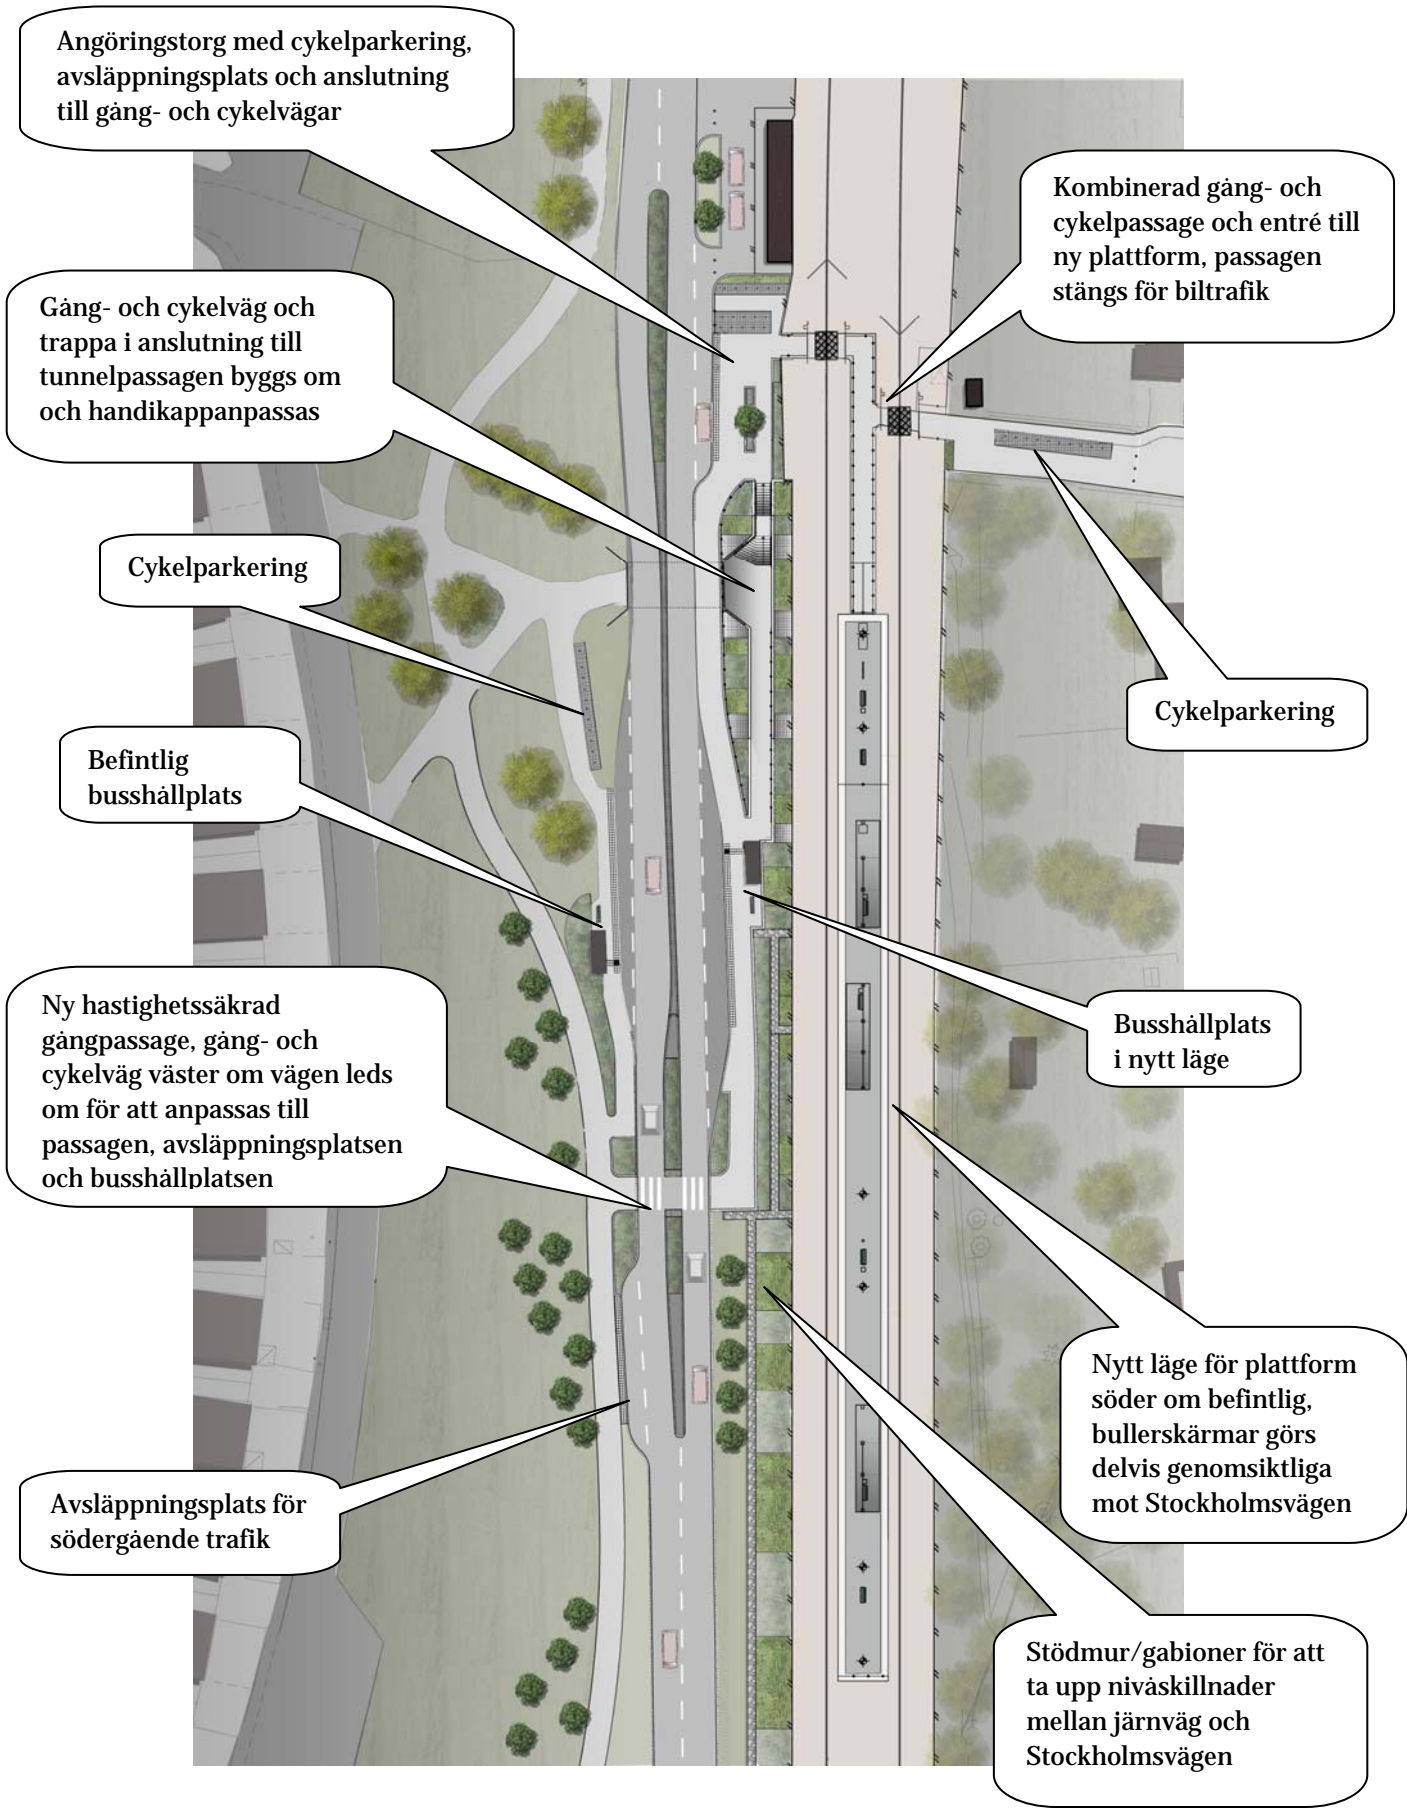 Angöringstorg med cykelparkering,
avsläppningsplats och anslutning
till gång- och cykelvägar
Kombinerad gång- och
cykelpassage och entré till
ny plattform, passagen
stängs för biltrafik
Gång- och cykelväg och
trappa i anslutning till
tunnelpassagen byggs om
och handikappanpassas
Cykelparkering
Cykelparkering
Befintlig
busshållplats
Ny hastighetssäkrad
gångpassage, gång- och
cykelväg väster om vägen leds
om för att anpassas till
passagen, avsläppningsplatsen
och busshållplatsen
Busshållplats
i nytt läge
Nytt läge för plattform
söder om befintlig,
bullerskärmar görs
delvis genomsiktliga
mot Stockholmsvägen
Avsläppningsplats för
södergående trafik
Stödmur/gabioner för att
ta upp nivåskillnader
mellan järnväg och
Stockholmsvägen